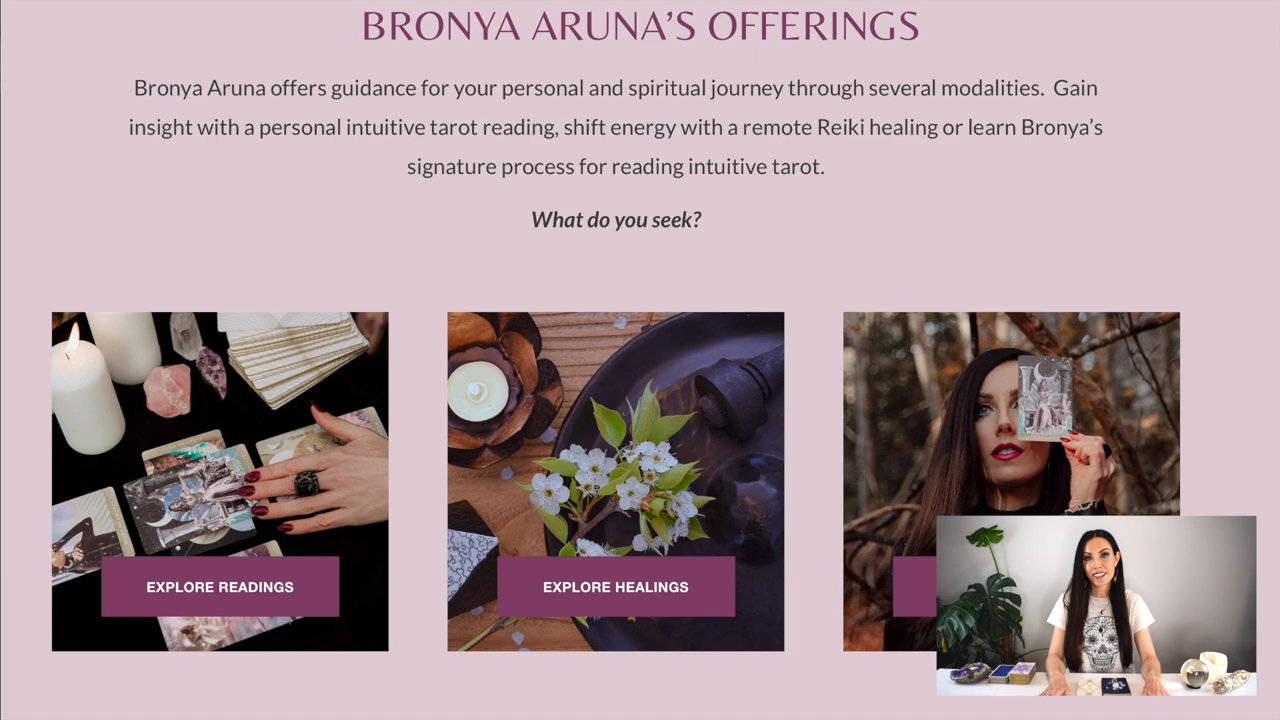 BRONYA ARUNA'S OFFERINGS
Bronya Aruna offers guidance for your personal and spiritual journey through several modalities.  Gain
insight with a personal intuitive tarot reading, shift energy with a remote Reiki healing or learn Bronya's
signature process for reading intuitive tarot.
What do you seek?
EXPLORE READINGS
EXPLORE HEALINGS